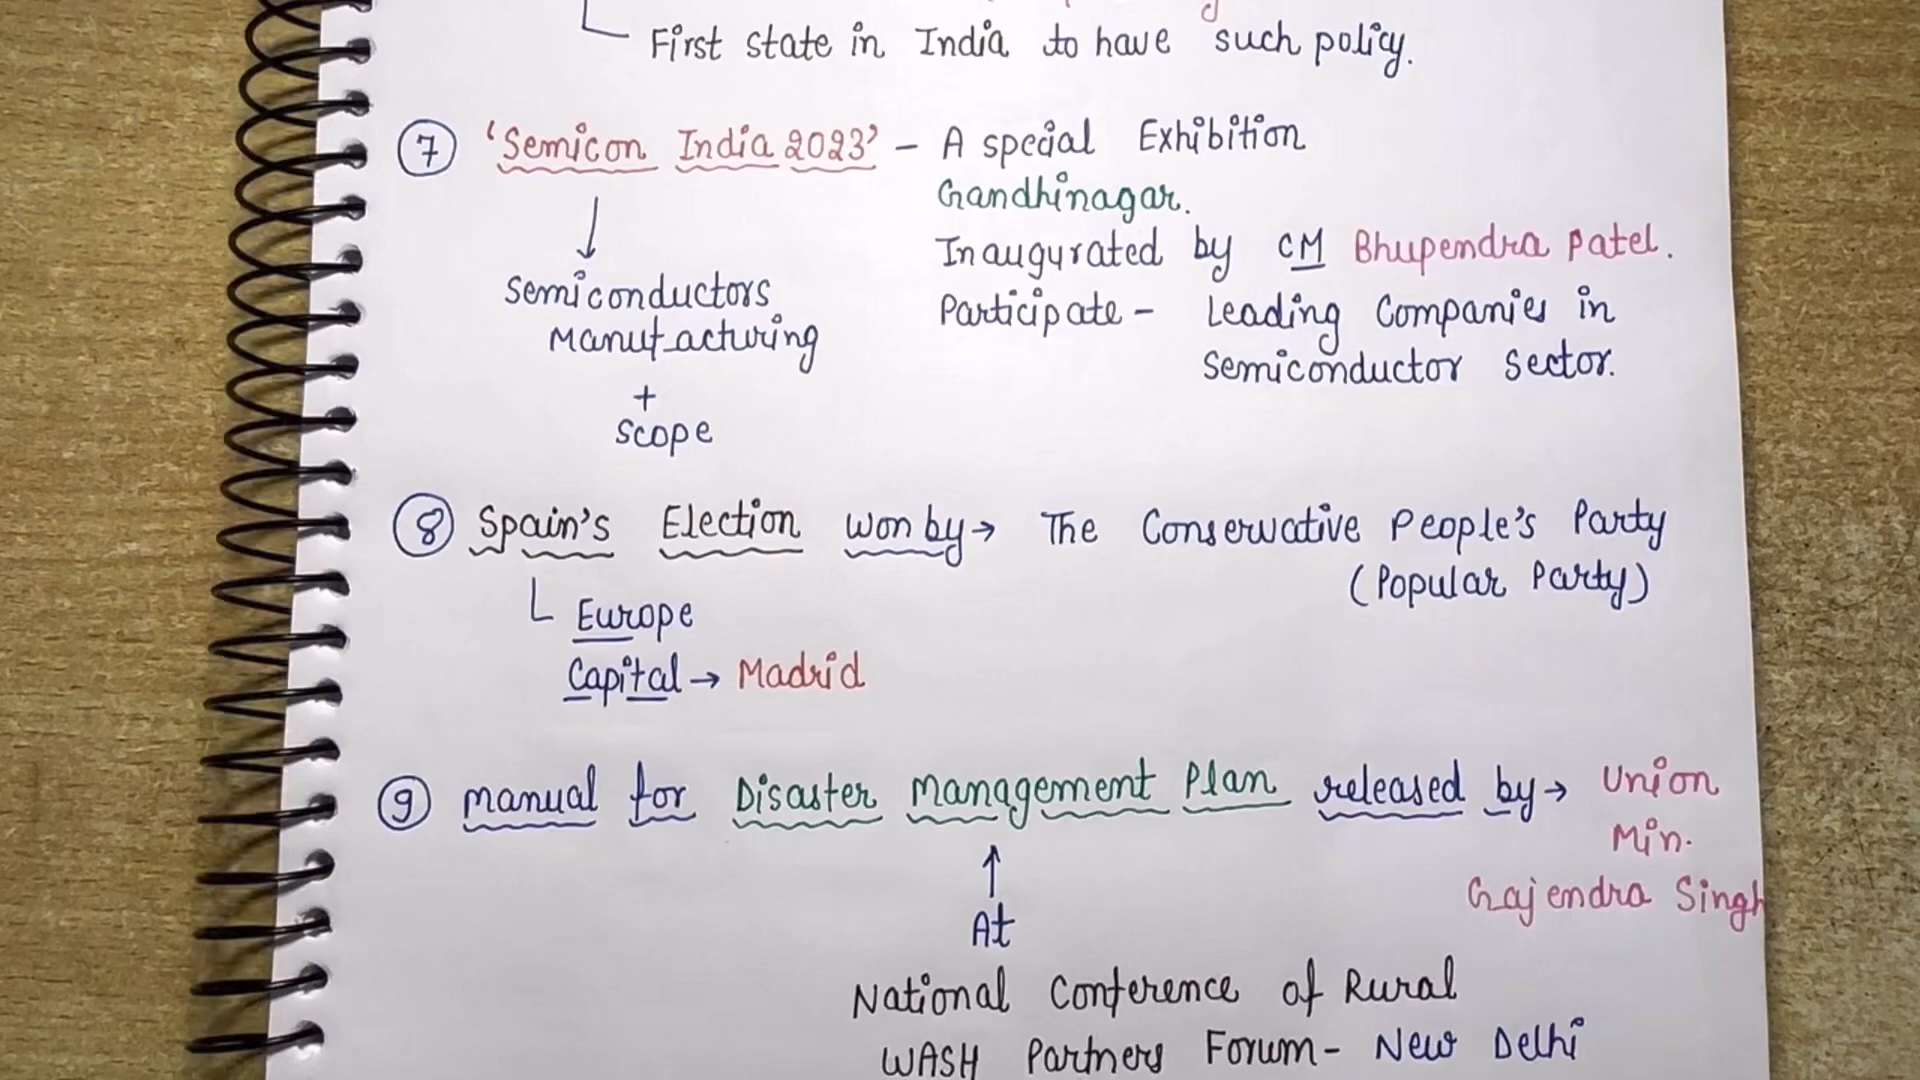 First state in India to have such policy.
7 'Semicon India 2023' - A special Exhibition
Gandhinagar.
Inaugurated by CM Bhupendra Patel.
Participate - Leading Companies in
Semiconductor Sector.
↓
Semiconductors
Manufacturing
+
Scope
8 Spain's Election won by → The Conservative People's Party
(Popular Party)
Europe
Capital → Madrid
9 Manual for Disaster Management Plan released by → Union
Min.
Gajendra Singh
↑
At
National Conference of Rural
WASH Partners Forum - New Delhi